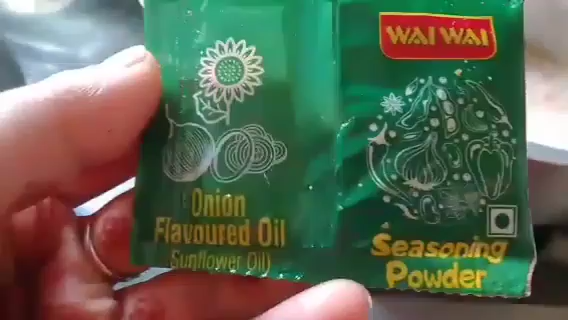 WAI WAI
Onion
Flavoured Oil
Sunflower Oil)
Seasoning
Powder